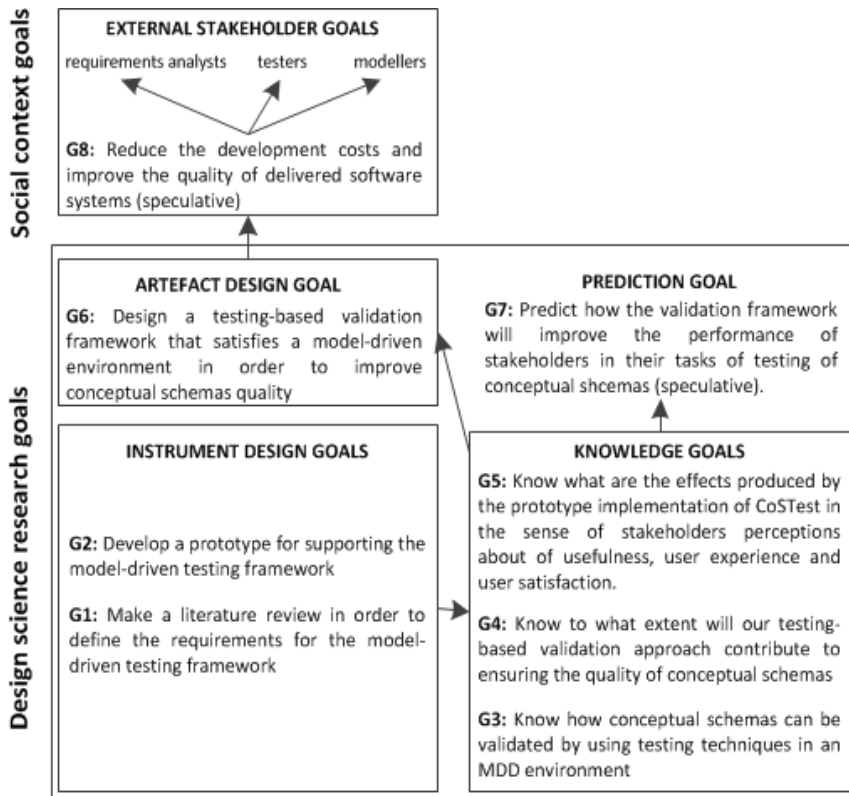 Social context goals
EXTERNAL STAKEHOLDER GOALS
requirements analysts testers modellers
G8: Reduce the development costs and
improve the quality of delivered software
systems (speculative)
Design science research goals
ARTEFACT DESIGN GOAL
G6: Design a testing-based validation
framework that satisfies a model-driven
environment in order to improve
conceptual schemas quality
PREDICTION GOAL
G7: Predict how the validation framework
will improve the performance of
stakeholders in their tasks of testing of
conceptual shcemas (speculative).
INSTRUMENT DESIGN GOALS
G2: Develop a prototype for supporting the
model-driven testing framework
G1: Make a literature review in order to
define the requirements for the model-
driven testing framework
KNOWLEDGE GOALS
G5: Know what are the effects produced by
the prototype implementation of CoSTest in
the sense of stakeholders perceptions
about of usefulness, user experience and
user satisfaction.
G4: Know to what extent will our testing-
based validation approach contribute to
ensuring the quality of conceptual schemas
G3: Know how conceptual schemas can be
validated by using testing techniques in an
MDD environment